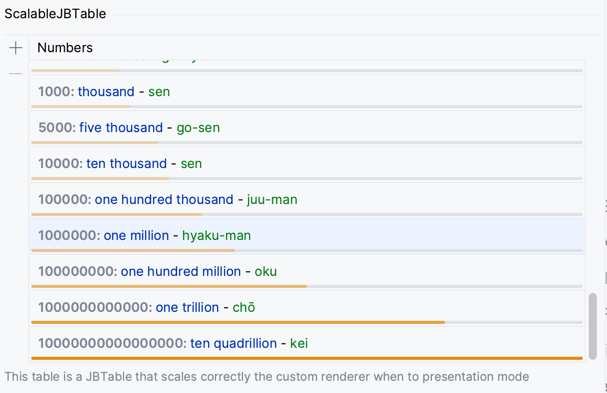 ScalableJBTable
Numbers
1000: thousand - sen
5000: five thousand - go-sen
10000: ten thousand - sen
100000: one hundred thousand - juu-man
1000000: one million - hyaku-man
100000000: one hundred million - oku
1000000000000: one trillion - chō
10000000000000000: ten quadrillion - kei
This table is a JBTable that scales correctly the custom renderer when to presentation mode